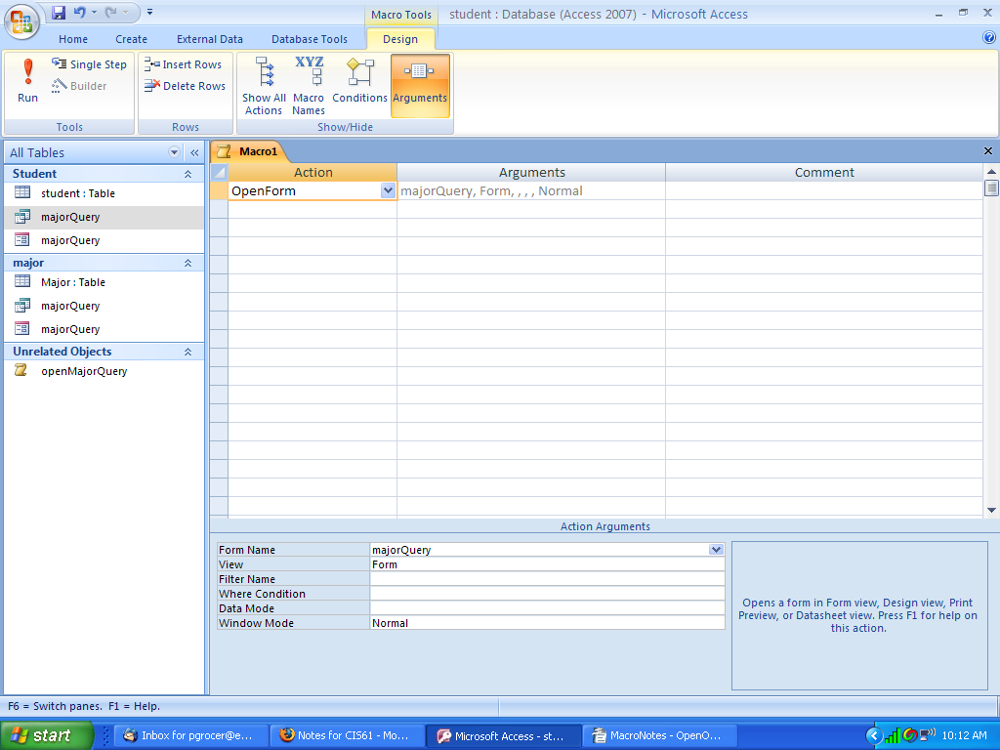 Macro Tools student : Database (Access 2007) - Microsoft Access
Home Create External Data Database Tools Design
Run Single Step Builder
Insert Rows
Delete Rows
Show All Actions
XYZ
Macro Names
Conditions
Arguments
Tools Rows Show/Hide
All Tables «
Student
student : Table
majorQuery
majorQuery
major
Major : Table
majorQuery
majorQuery
Unrelated Objects
openMajorQuery
Macro1
Action Arguments Comment
OpenForm majorQuery, Form, , , , Normal
Action Arguments
Form Name majorQuery
View Form
Filter Name
Where Condition
Data Mode
Window Mode Normal
Opens a form in Form view, Design view, Print
Preview, or Datasheet view. Press F1 for help on
this action.
F6 = Switch panes. F1 = Help.
start Inbox for pgrocer@e... Notes for CIS61 - Mo... Microsoft Access - st... MacroNotes - OpenO... 10:12 AM